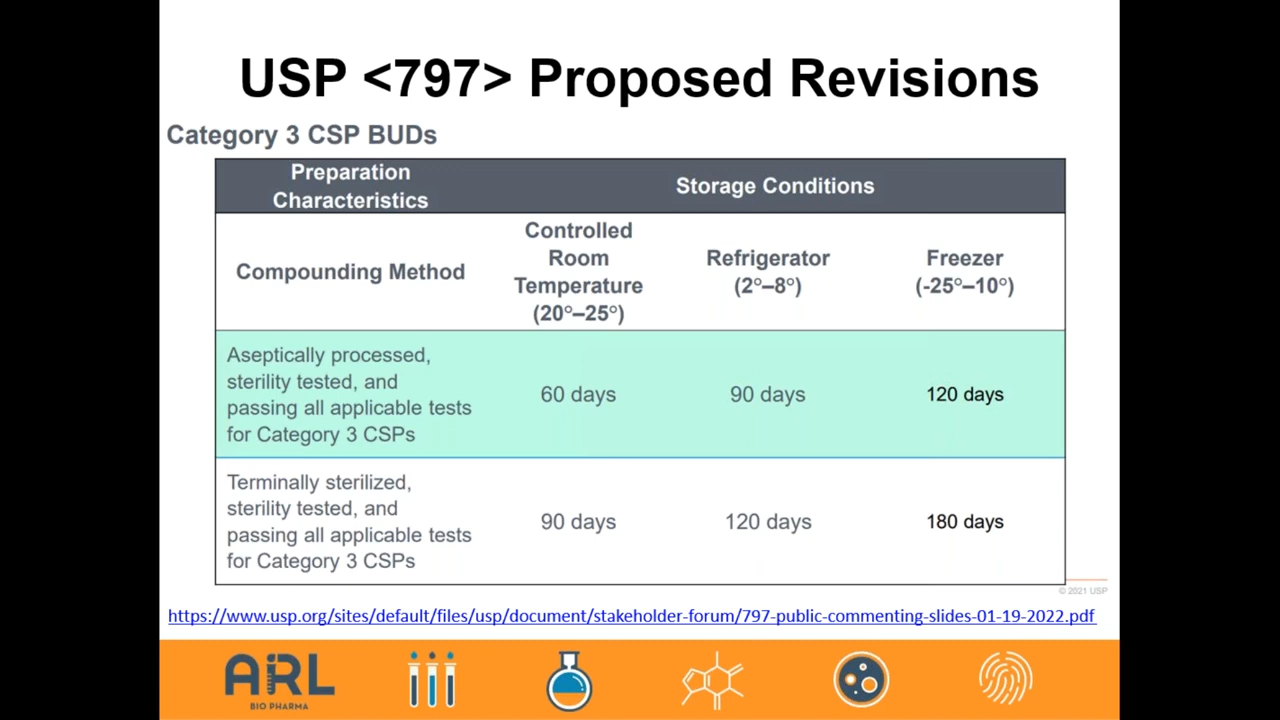 USP <797> Proposed Revisions
Category 3 CSP BUDs
Preparation
Characteristics
Storage Conditions
Compounding Method
Controlled
Room
Temperature
(20°–25°)
Refrigerator
(2°–8°)
Freezer
(-25°–10°)
Aseptically processed,
sterility tested, and
passing all applicable tests
for Category 3 CSPs
60 days
90 days
120 days
Terminally sterilized,
sterility tested, and
passing all applicable tests
for Category 3 CSPs
90 days
120 days
180 days
© 2021 USP
https://www.usp.org/sites/default/files/usp/document/stakeholder-forum/797-public-commenting-slides-01-19-2022.pdf
ARL
BIO PHARMA